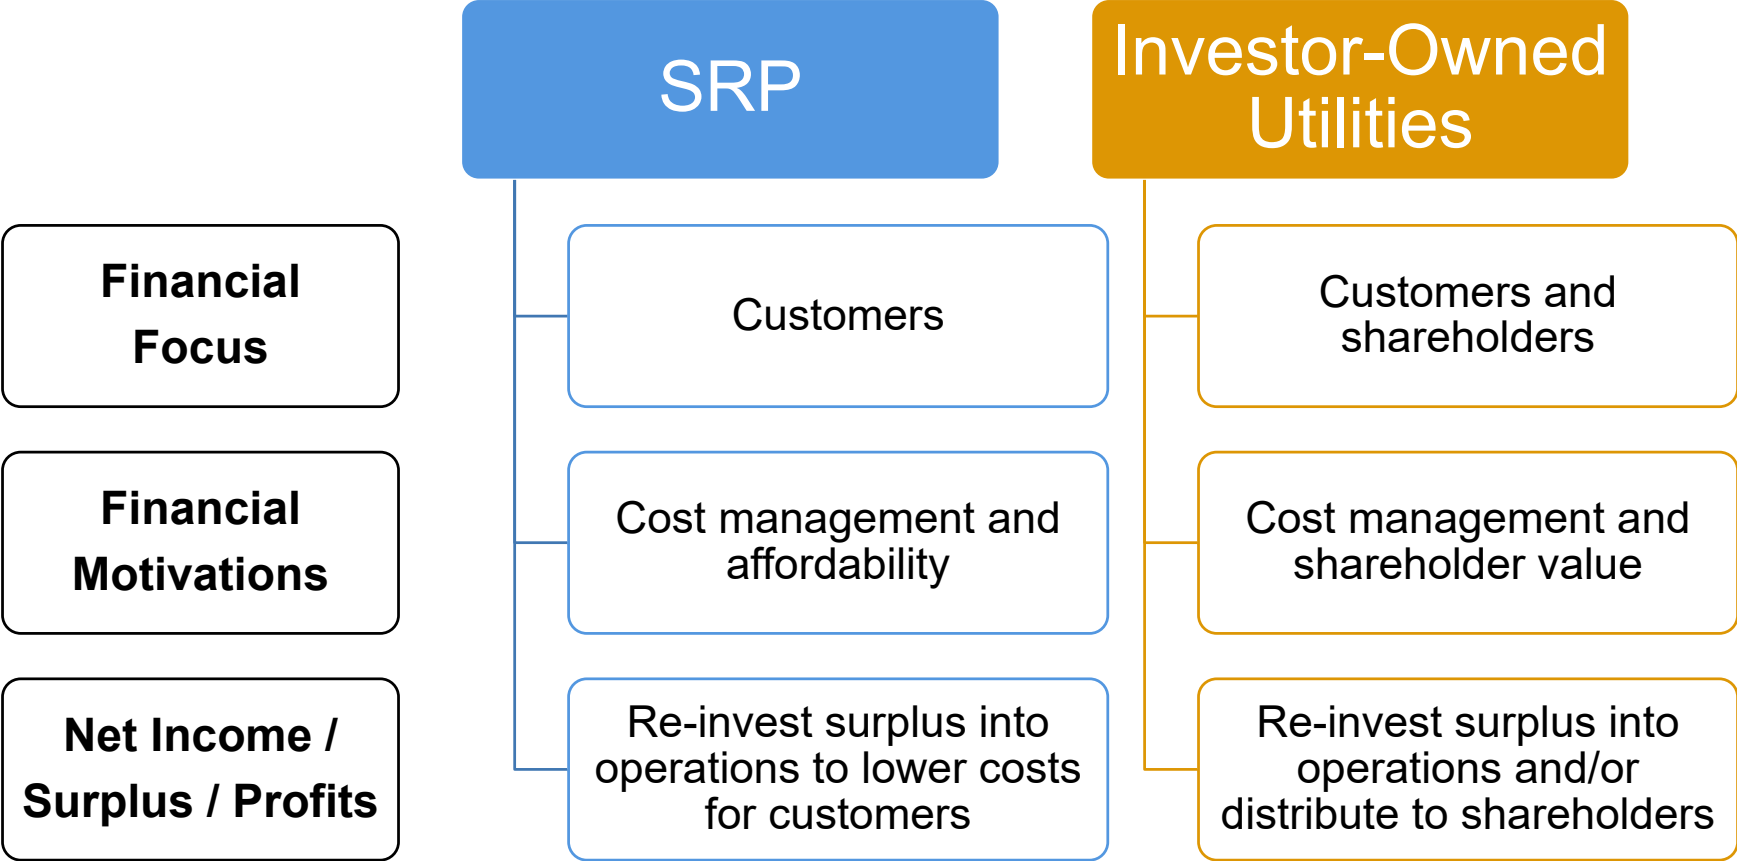 SRP
Investor-Owned
Utilities
Financial
Focus
Customers
Customers and
shareholders
Financial
Motivations
Cost management and
affordability
Cost management and
shareholder value
Net Income /
Surplus / Profits
Re-invest surplus into
operations to lower costs
for customers
Re-invest surplus into
operations and/or
distribute to shareholders